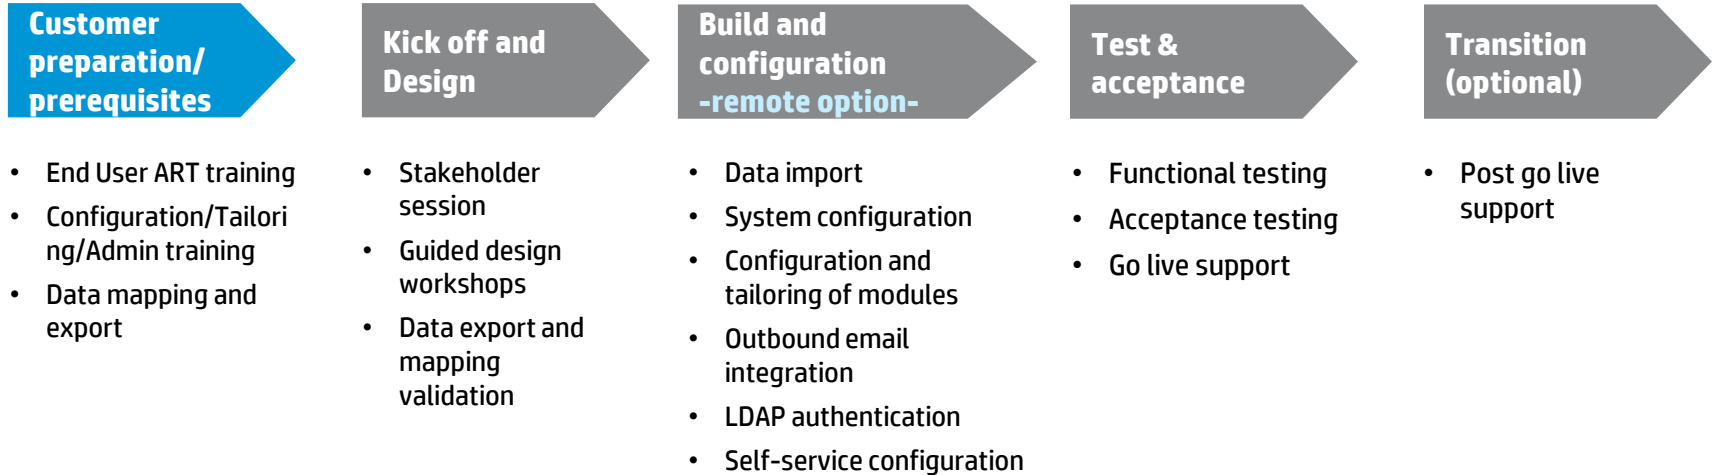 Customer
preparation/
prerequisites
• End User ART training
• Configuration/Tailori
ng/Admin training
• Data mapping and
export
Kick off and
Design
• Stakeholder
session
• Guided design
workshops
• Data export and
mapping
validation
Build and
configuration
-remote option-
• Data import
• System configuration
• Configuration and
tailoring of modules
• Outbound email
integration
• LDAP authentication
• Self-service configuration
Test &
acceptance
• Functional testing
• Acceptance testing
• Go live support
Transition
(optional)
• Post go live
support